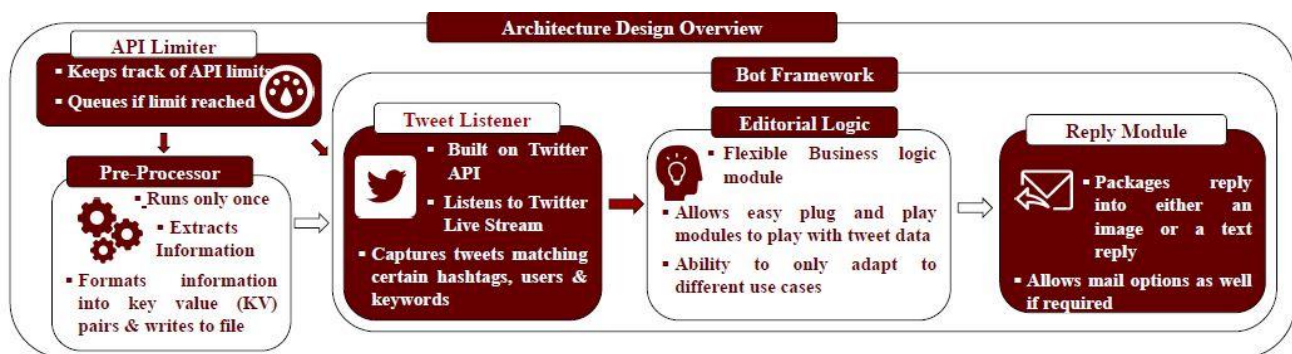 Architecture Design Overview
API Limiter
▪ Keeps track of API limits
▪ Queues if limit reached
Pre-Processor
▪ Runs only once
▪ Extracts
Information
▪ Formats information
into key value (KV)
pairs & writes to file
Bot Framework
Tweet Listener
▪ Built on Twitter
API
▪ Listens to Twitter
Live Stream
▪ Captures tweets matching
certain hashtags, users &
keywords
Editorial Logic
▪ Flexible Business logic
module
▪ Allows easy plug and play
modules to play with tweet data
▪ Ability to only adapt to
different use cases
Reply Module
▪ Packages reply
into either an
image or a text
reply
▪ Allows mail options as well
if required